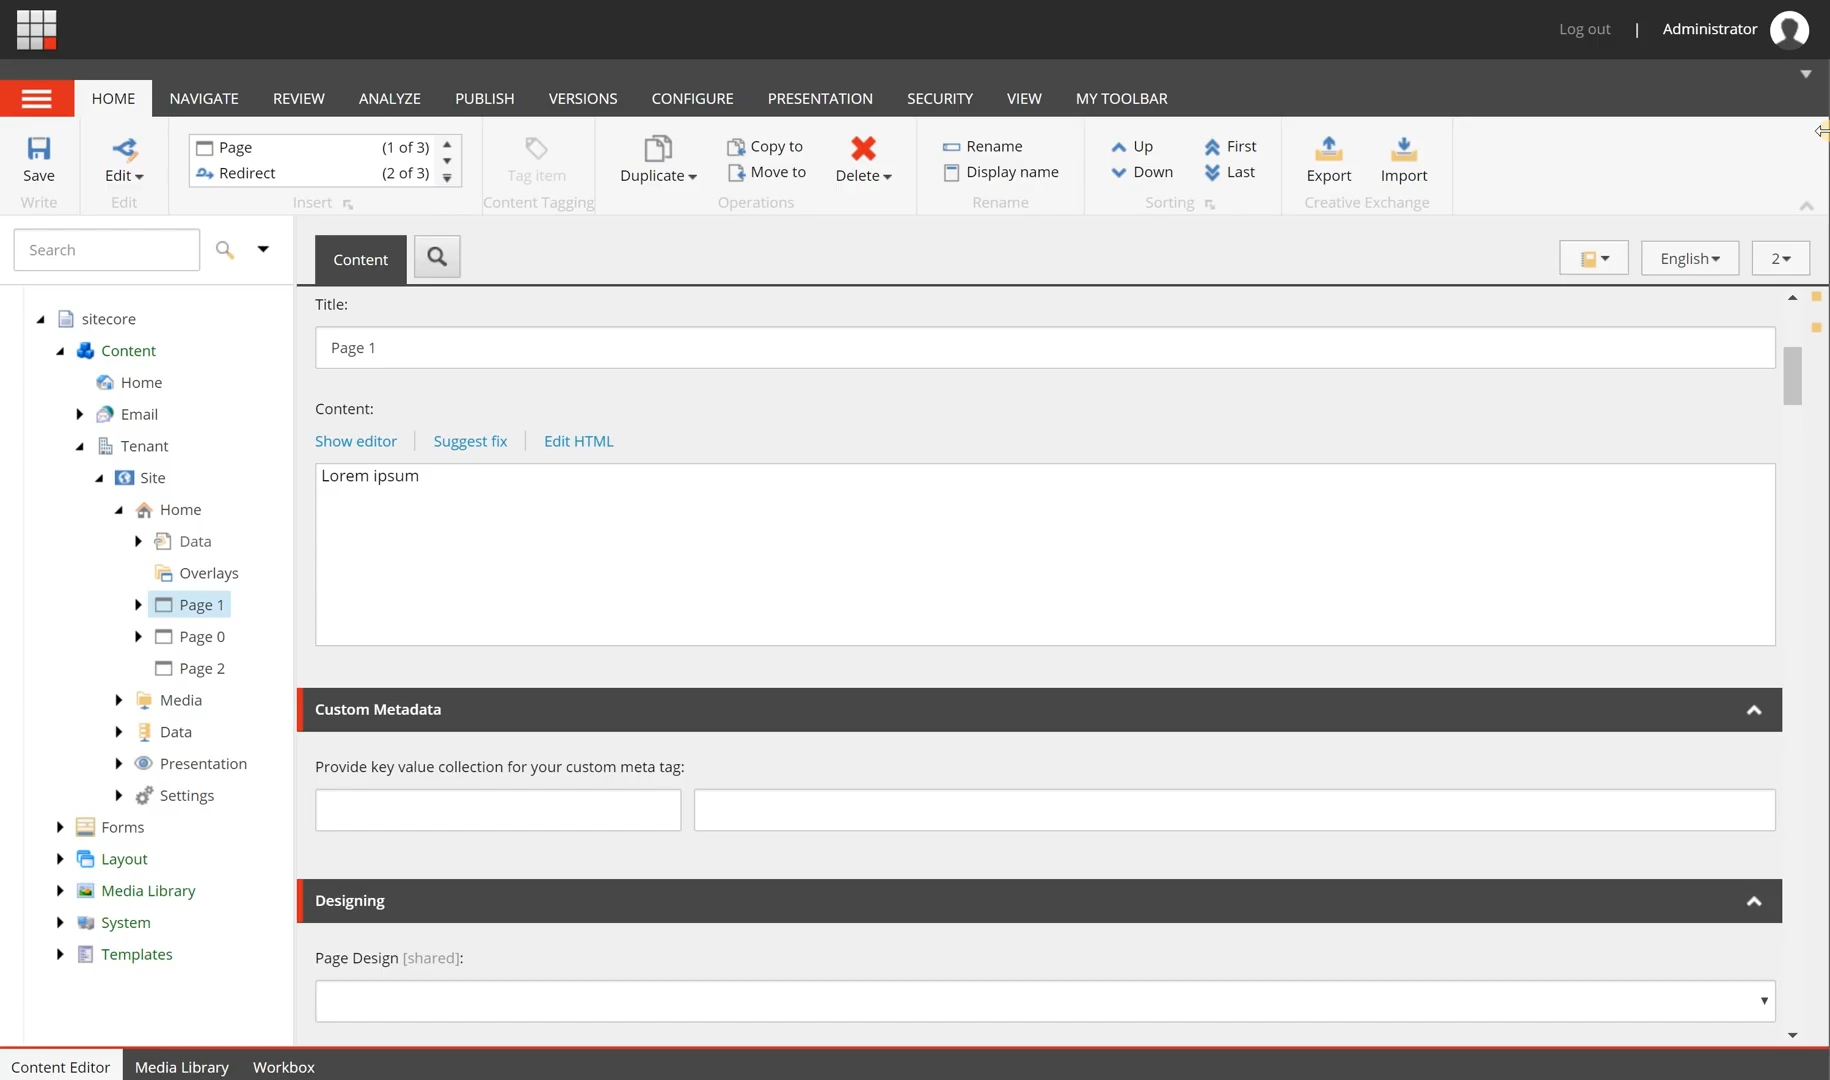 Log out | Administrator
HOME NAVIGATE REVIEW ANALYZE PUBLISH VERSIONS CONFIGURE PRESENTATION SECURITY VIEW MY TOOLBAR
Save
Write
Edit
Edit
Page (1 of 3)
Redirect (2 of 3)
Insert
Tag item
Content Tagging
Duplicate
Copy to
Move to
Delete
Operations
Rename
Display name
Rename
Up
Down
First
Last
Sorting
Export
Import
Creative Exchange
Search
sitecore
Content
Home
Email
Tenant
Site
Home
Data
Overlays
Page 1
Page 0
Page 2
Media
Data
Presentation
Settings
Forms
Layout
Media Library
System
Templates
Content
English
2
Title:
Page 1
Content:
Show editor Suggest fix Edit HTML
Lorem ipsum
Custom Metadata
Provide key value collection for your custom meta tag:
Designing
Page Design [shared]:
Content Editor Media Library Workbox